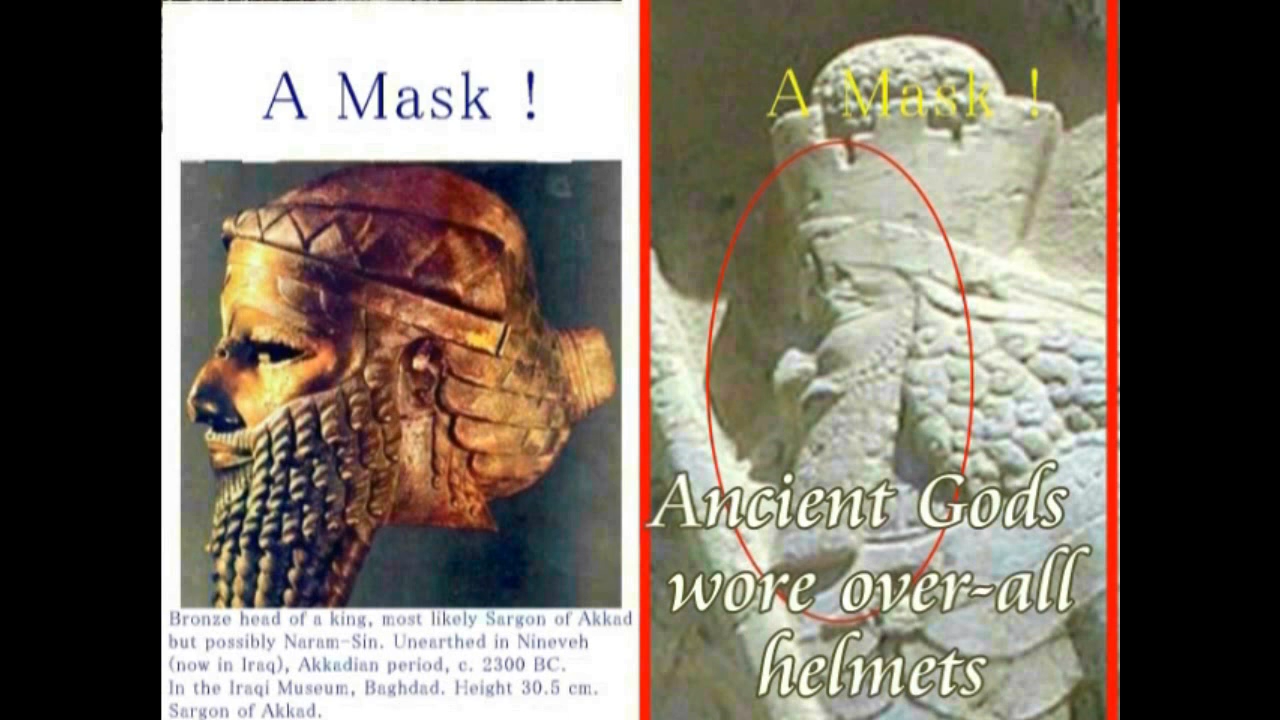 A Mask !
Bronze head of a king, most likely Sargon of Akkad
but possibly Naram-Sin. Unearthed in Nineveh
(now in Iraq), Akkadian period, c. 2300 BC.
In the Iraqi Museum, Baghdad. Height 30.5 cm.
Sargon of Akkad.
A Mask !
Ancient Gods
wore over-all
helmets